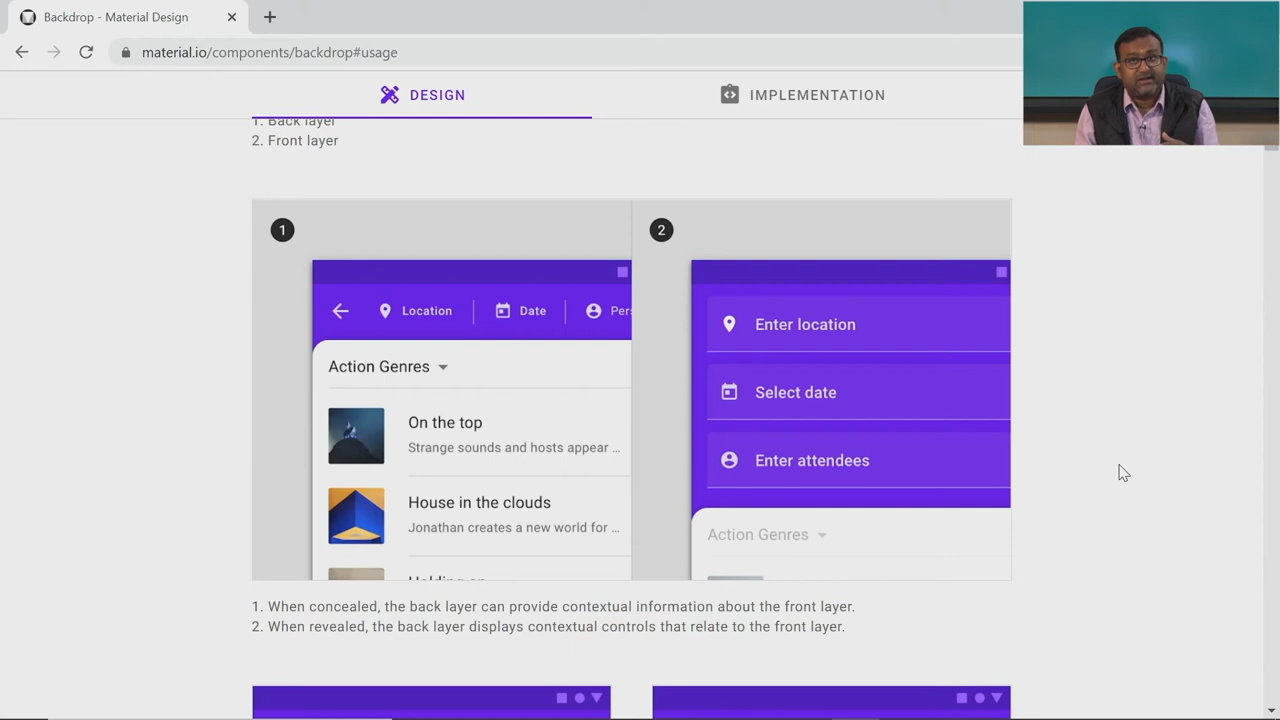 Backdrop - Material Design
material.io/components/backdrop#usage
DESIGN
IMPLEMENTATION
1. Back layer
2. Front layer
1
Location
Date
Action Genres
On the top
Strange sounds and hosts appear ...
House in the clouds
Jonathan creates a new world for ...
2
Enter location
Select date
Enter attendees
Action Genres
1. When concealed, the back layer can provide contextual information about the front layer.
2. When revealed, the back layer displays contextual controls that relate to the front layer.